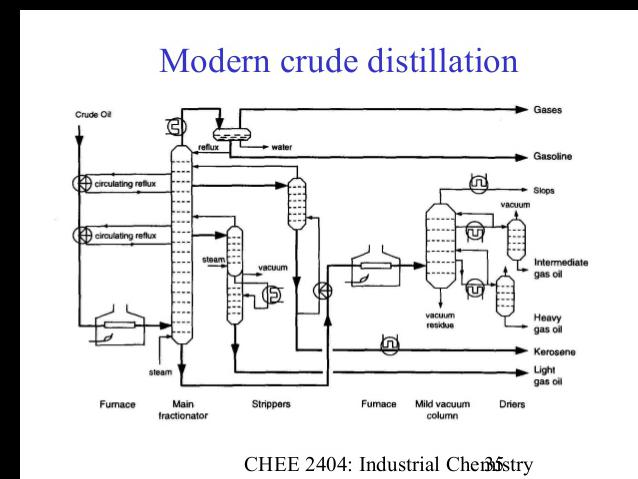 Modern crude distillation
Crude Oil
Gases
reflux
water
Gasoline
circulating reflux
Slops
vacuum
circulating reflux
steam
vacuum
Intermediate
gas oil
vacuum
residue
Heavy
gas oil
Kerosene
steam
Light
gas oil
Furnace
Main
fractionator
Strippers
Furnace
Mild vacuum
column
Driers
CHEE 2404: Industrial Chemistry
35